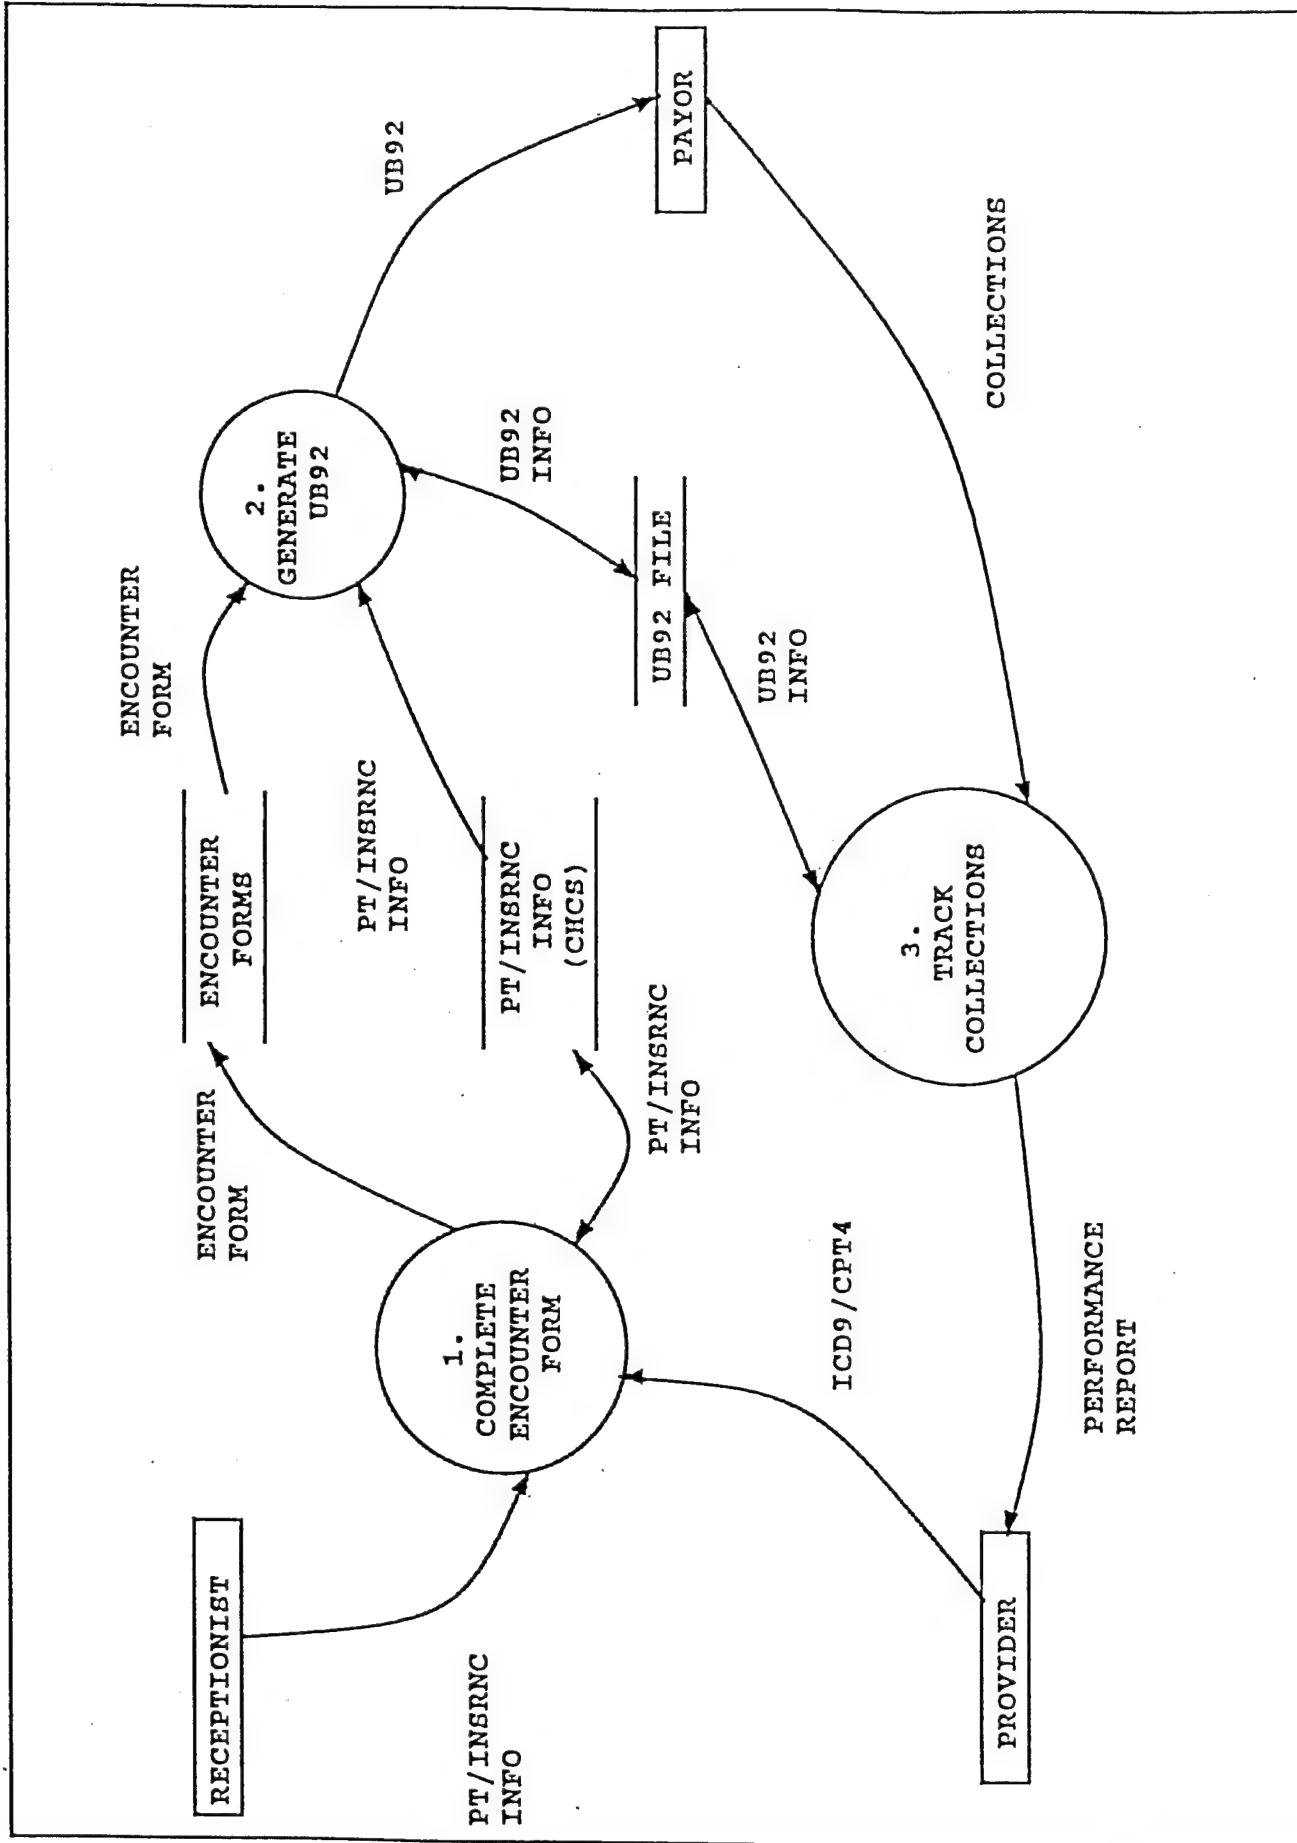 RECEPTIONIST
PT/INSRNC
INFO
1.
COMPLETE
ENCOUNTER
FORM
ENCOUNTER
FORM
ENCOUNTER
FORMS
ENCOUNTER
FORM
PT/INSRNC
INFO
PT/INSRNC
INFO
(CHCS)
PT/INSRNC
INFO
2.
GENERATE
UB92
UB92
UB92
INFO
UB92 FILE
UB92
INFO
PAYOR
COLLECTIONS
3.
TRACK
COLLECTIONS
ICD9/CPT4
PERFORMANCE
REPORT
PROVIDER